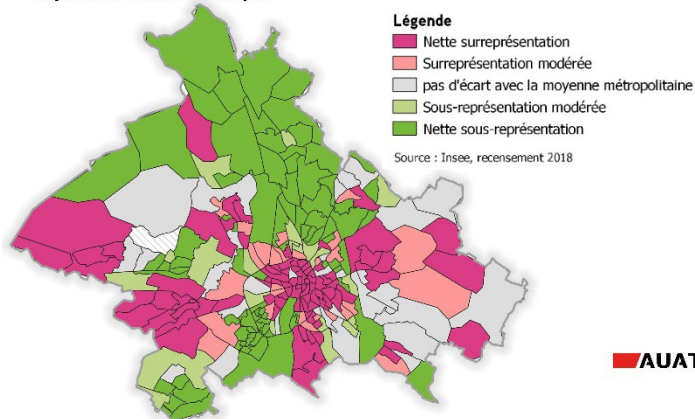 Légende
Nette surreprésentation
Surreprésentation modérée
pas d'écart avec la moyenne métropolitaine
Sous-représentation modérée
Nette sous-représentation
Source : Insee, recensement 2018
AUAT